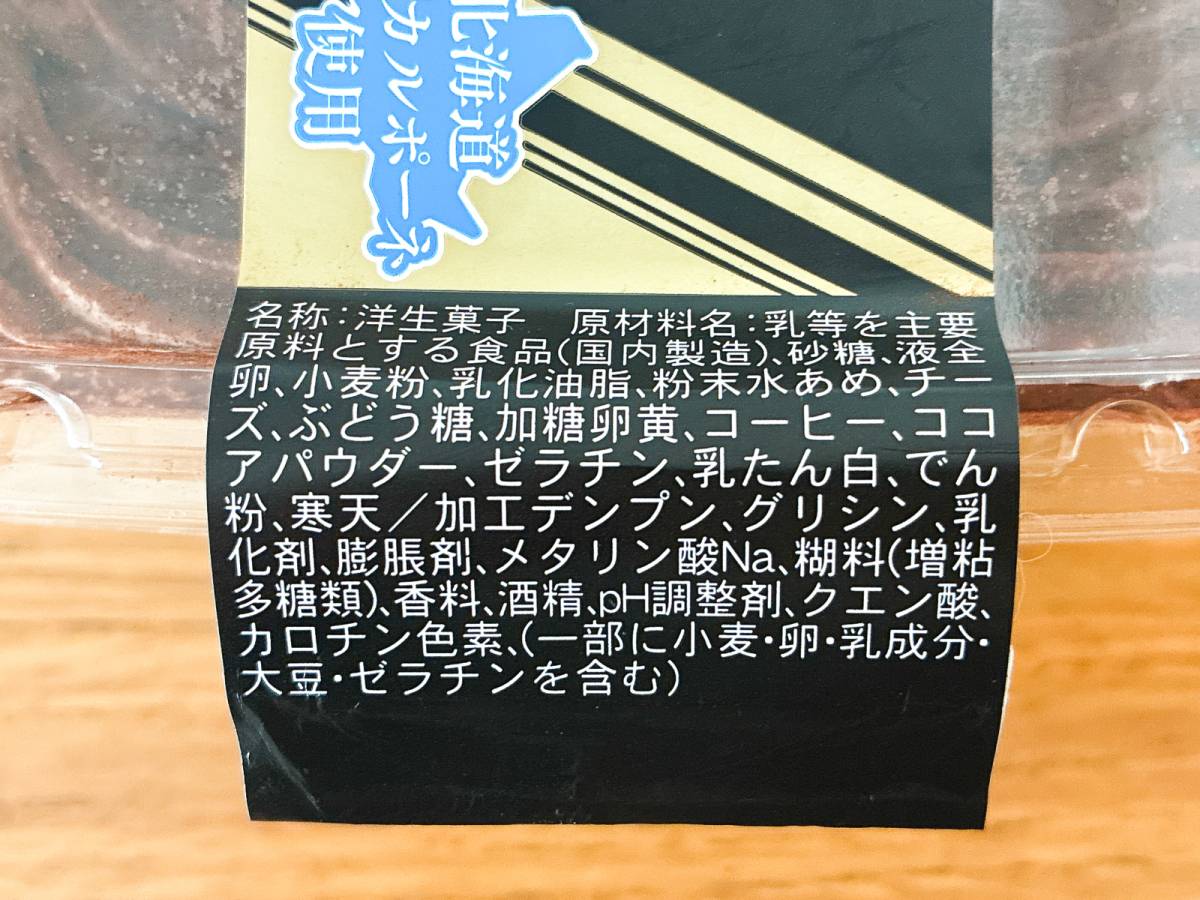 北海道
カルポーネ
使用
名称:洋生菓子 原材料名:乳等を主要
原料とする食品(国内製造)、砂糖、液全
卵、小麦粉、乳化油脂、粉末水あめ、チー
ズ、ぶどう糖、加糖卵黄、コーヒー、ココ
アパウダー、ゼラチン、乳たん白、でん
粉、寒天/加工デンプン、グリシン、乳
化剤、膨脹剤、メタリン酸Na、糊料(増粘
多糖類)、香料、酒精、pH調整剤、クエン酸、
カロチン色素、(一部に小麦・卵・乳成分・
大豆・ゼラチンを含む)